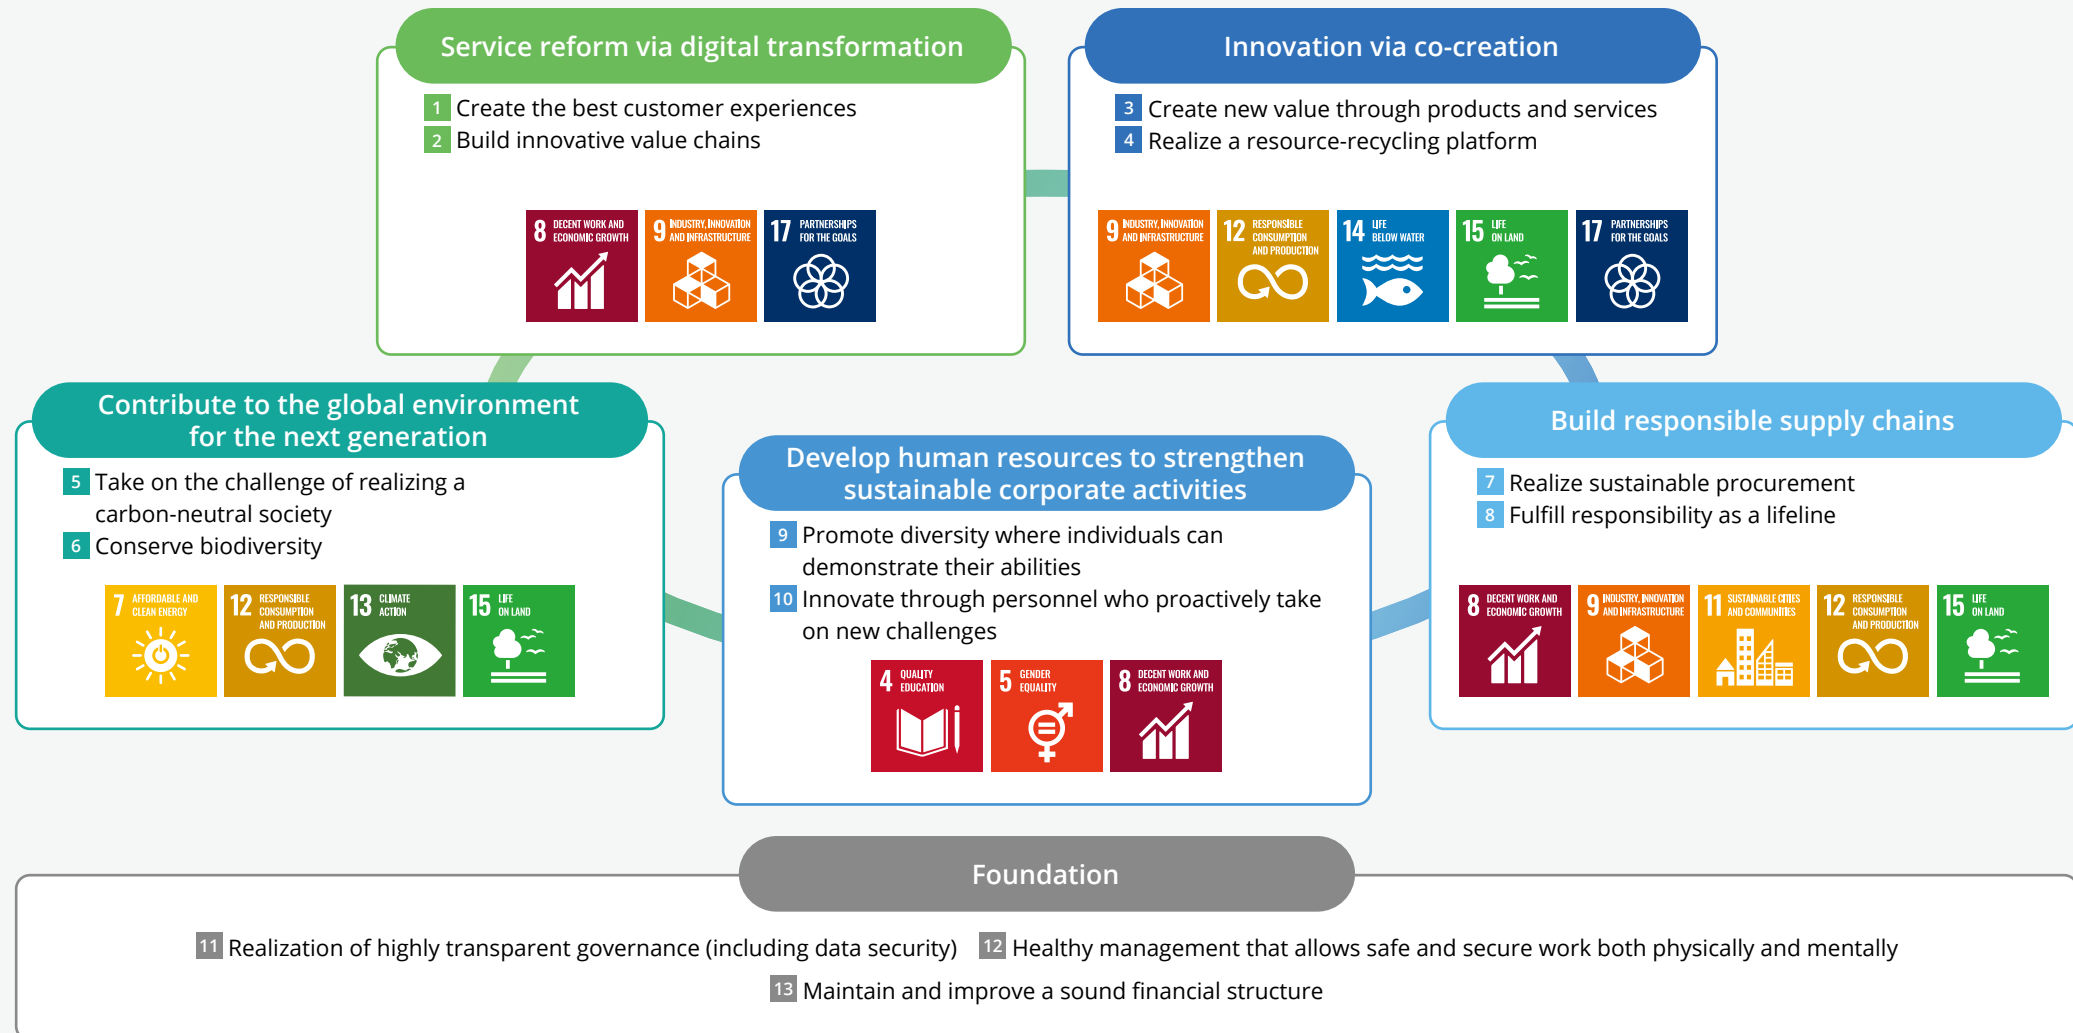 Service reform via digital transformation
1 Create the best customer experiences
2 Build innovative value chains
8 DECENT WORK AND
ECONOMIC GROWTH
9 INDUSTRY, INNOVATION
AND INFRASTRUCTURE
17 PARTNERSHIPS
FOR THE GOALS
Innovation via co-creation
3 Create new value through products and services
4 Realize a resource-recycling platform
9 INDUSTRY, INNOVATION
AND INFRASTRUCTURE
12 RESPONSIBLE
CONSUMPTION
AND PRODUCTION
14 LIFE
BELOW WATER
15 LIFE
ON LAND
17 PARTNERSHIPS
FOR THE GOALS
Contribute to the global environment
for the next generation
5 Take on the challenge of realizing a
carbon-neutral society
6 Conserve biodiversity
7 AFFORDABLE AND
CLEAN ENERGY
12 RESPONSIBLE
CONSUMPTION
AND PRODUCTION
13 CLIMATE
ACTION
15 LIFE
ON LAND
Develop human resources to strengthen
sustainable corporate activities
9 Promote diversity where individuals can
demonstrate their abilities
10 Innovate through personnel who proactively take
on new challenges
4 QUALITY
EDUCATION
5 GENDER
EQUALITY
8 DECENT WORK AND
ECONOMIC GROWTH
Build responsible supply chains
7 Realize sustainable procurement
8 Fulfill responsibility as a lifeline
8 DECENT WORK AND
ECONOMIC GROWTH
9 INDUSTRY, INNOVATION
AND INFRASTRUCTURE
11 SUSTAINABLE CITIES
AND COMMUNITIES
12 RESPONSIBLE
CONSUMPTION
AND PRODUCTION
15 LIFE
ON LAND
Foundation
11 Realization of highly transparent governance (including data security) 12 Healthy management that allows safe and secure work both physically and mentally
13 Maintain and improve a sound financial structure